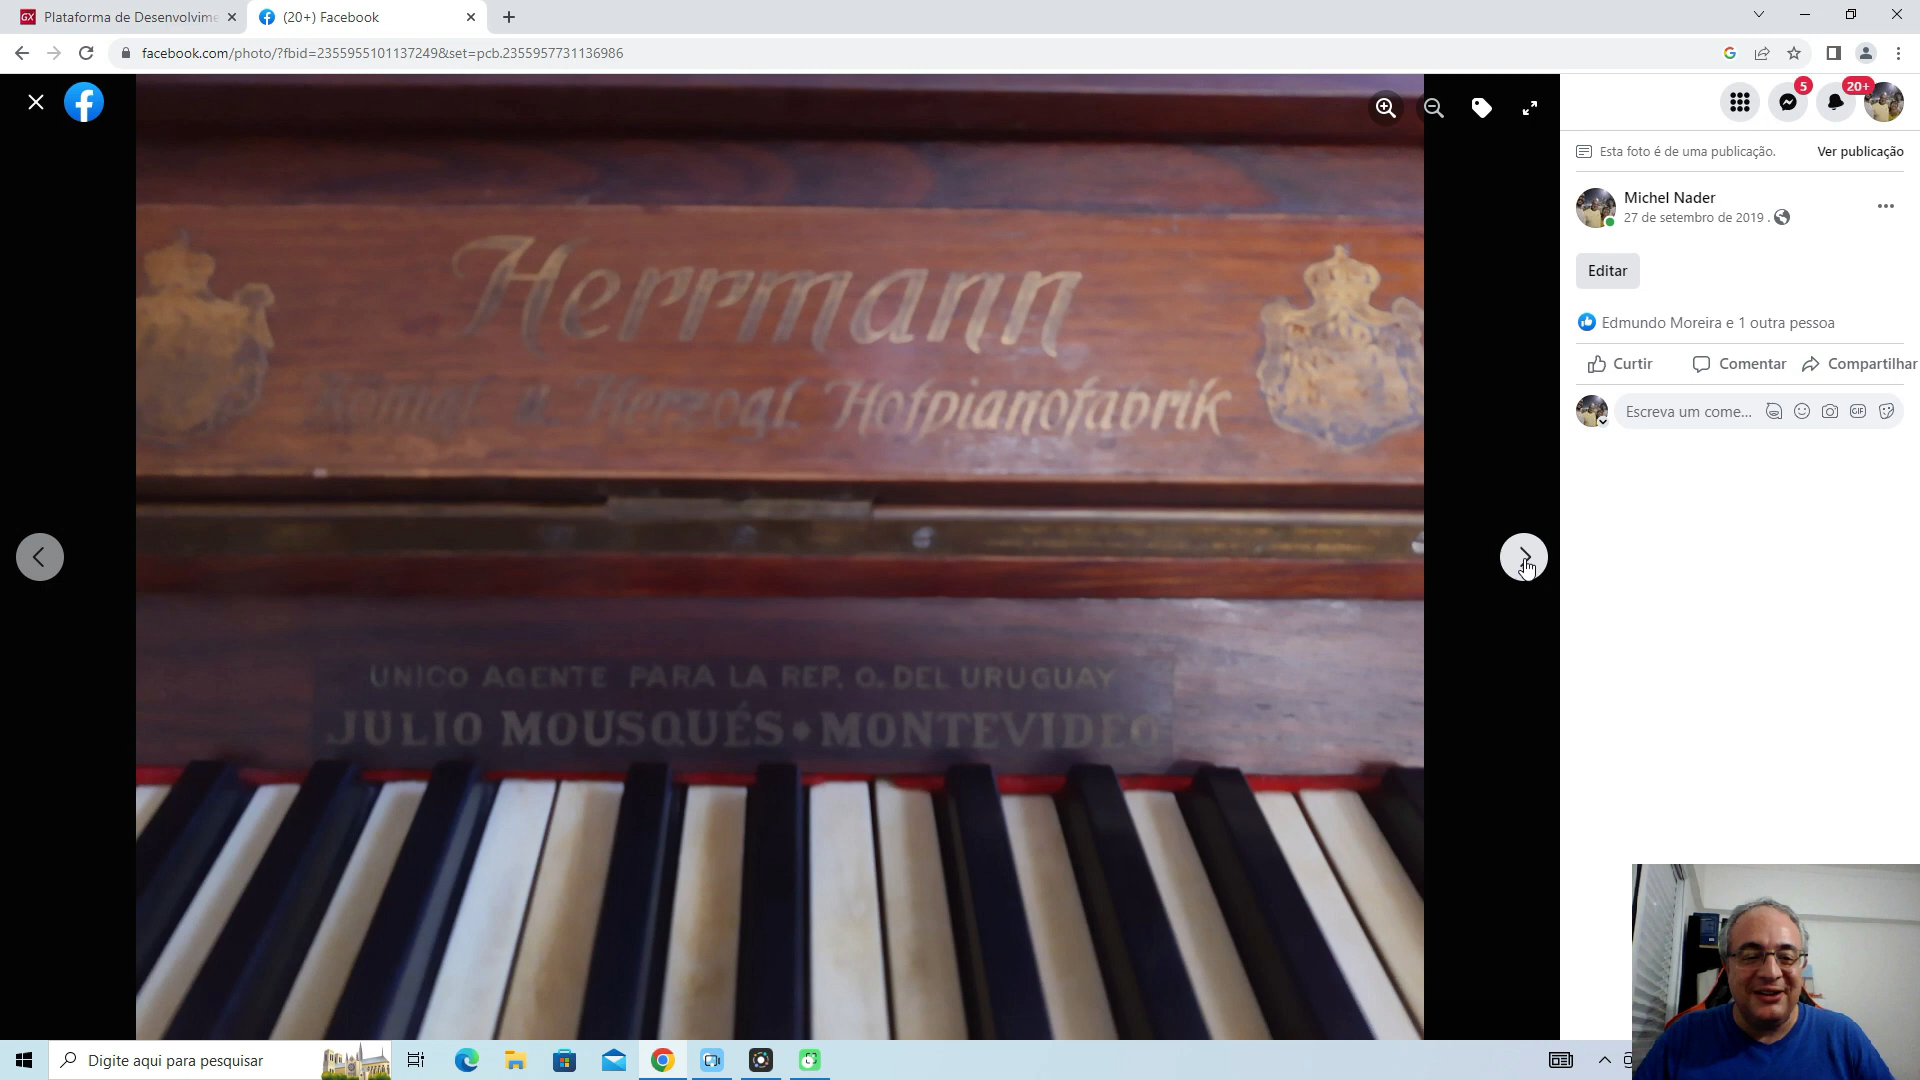 Plataforma de Desenvolvime
(20+) Facebook
facebook.com/photo/?fbid=2355955101137249&set=pcb.2355957731136986
5
20+
Esta foto é de uma publicação.
Ver publicação
Michel Nader
27 de setembro de 2019 .
Editar
Edmundo Moreira e 1 outra pessoa
Curtir
Comentar
Compartilhar
Escreva um come...
GIF
Herrmann
Königl. u. Herzogl. Hofpianofabrik
UNICO AGENTE PARA LA REP. O. DEL URUGUAY
JULIO MOUSQUÉS • MONTEVIDEO
Digite aqui para pesquisar